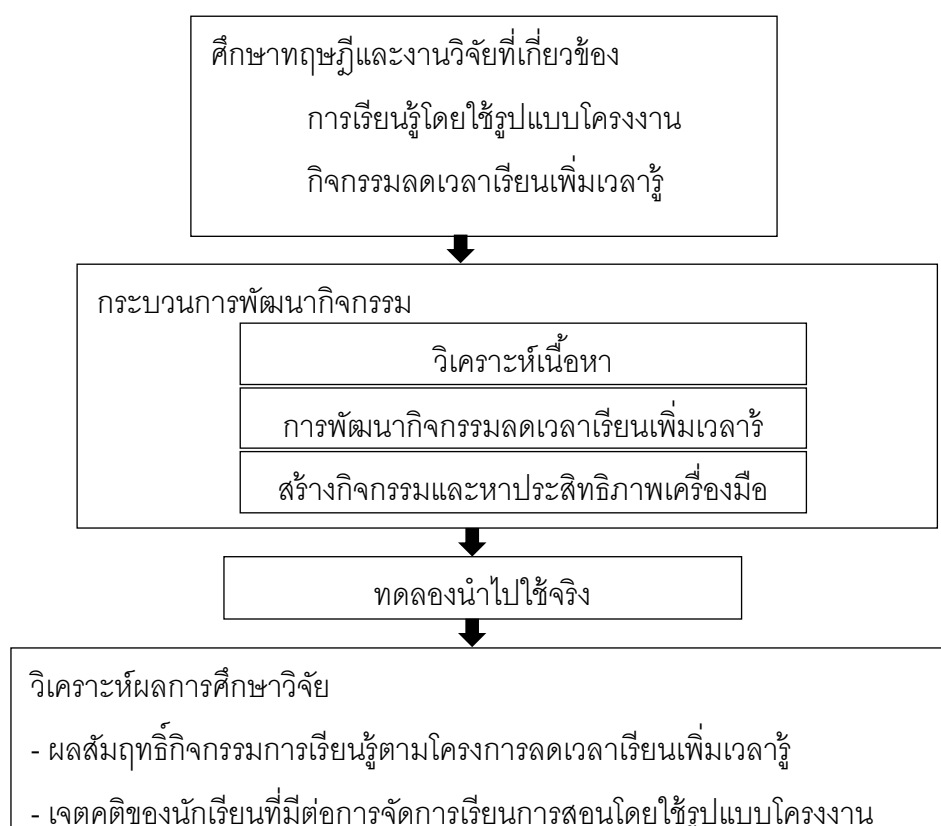 ศึกษาทฤษฎีและงานวิจัยที่เกี่ยวข้อง
การเรียนรู้โดยใช้รูปแบบโครงงาน
กิจกรรมลดเวลาเรียนเพิ่มเวลารู้
กระบวนการพัฒนากิจกรรม
วิเคราะห์เนื้อหา
การพัฒนากิจกรรมลดเวลาเรียนเพิ่มเวลารู้
สร้างกิจกรรมและหาประสิทธิภาพเครื่องมือ
ทดลองนำไปใช้จริง
วิเคราะห์ผลการศึกษาวิจัย
- ผลสัมฤทธิ์กิจกรรมการเรียนรู้ตามโครงการลดเวลาเรียนเพิ่มเวลารู้
- เจตคติของนักเรียนที่มีต่อการจัดการเรียนการสอนโดยใช้รูปแบบโครงงาน